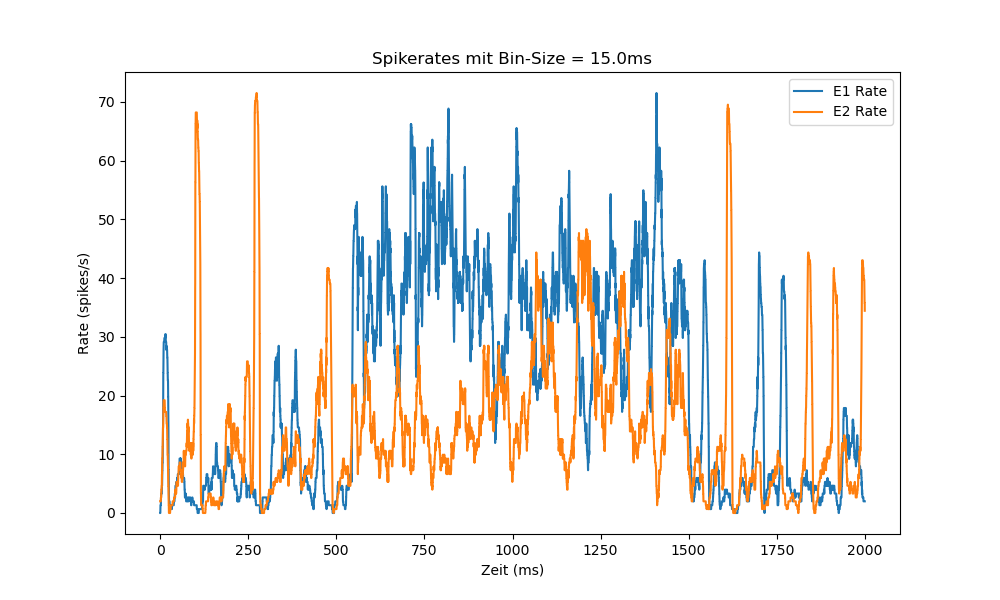 Spikerates mit Bin-Size = 15.0ms
E1 Rate
E2 Rate
70
60
50
40
30
20
10
0
Rate (spikes/s)
0 250 500 750 1000 1250 1500 1750 2000
Zeit (ms)